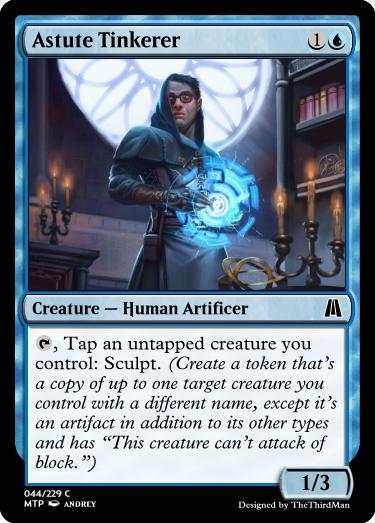 Astute Tinkerer 1
Creature — Human Artificer
, Tap an untapped creature you
control: Sculpt. (Create a token that's
a copy of up to one target creature you
control with a different name, except it's
an artifact in addition to its other types
and has “This creature can't attack of
block.”)
1/3
044/229 C
MTP ANDREY
Designed by TheThirdMan